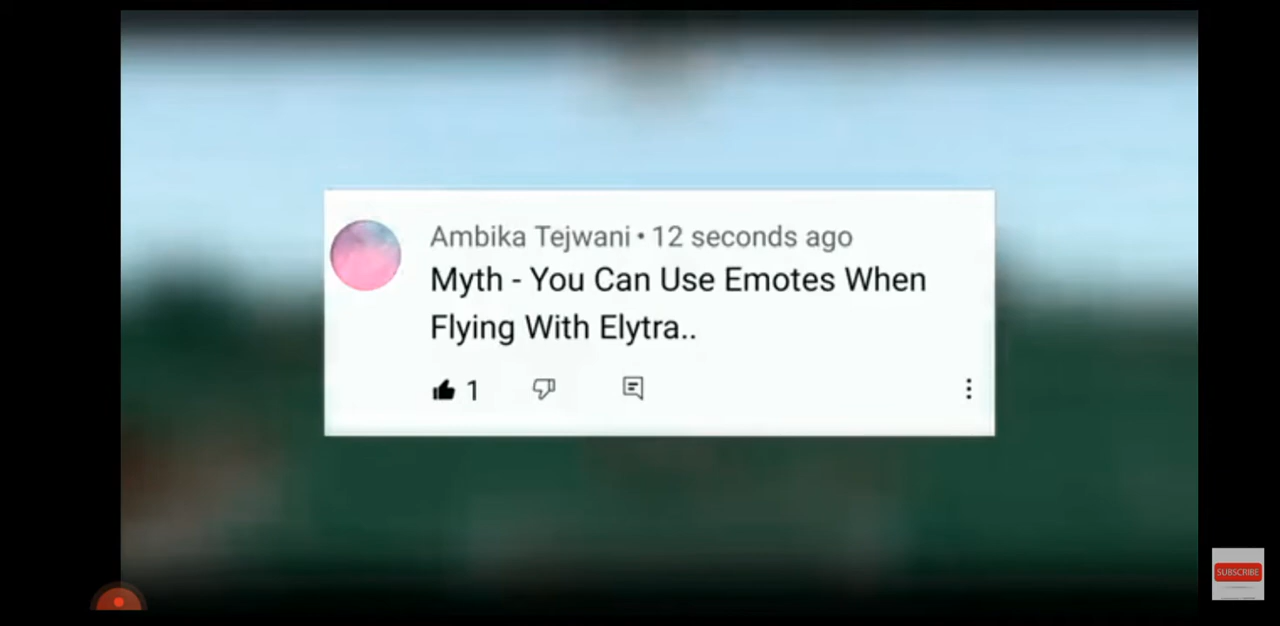 Ambika Tejwani • 12 seconds ago
Myth - You Can Use Emotes When
Flying With Elytra..
1
SUBSCRIBE